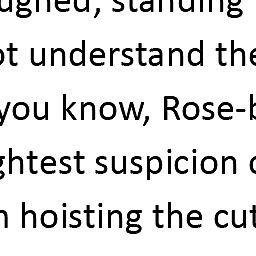 ughed, standing
ot understand the
you know, Rose-b
ghtest suspicion
n hoisting the cut